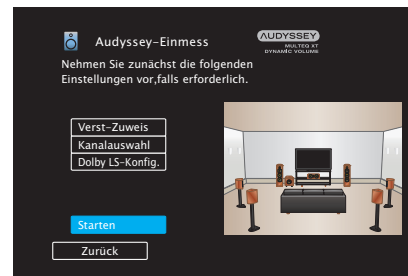 Audyssey-Einmess
AUDYSSEY
MULTEQ XT
DYNAMIC VOLUME
Nehmen Sie zunächst die folgenden
Einstellungen vor,falls erforderlich.
Verst-Zuweis
Kanalauswahl
Dolby LS-Konfig.
Starten
Zurück